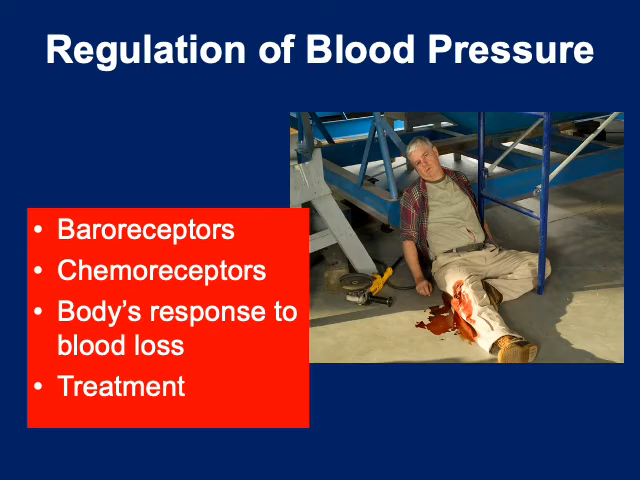 Regulation of Blood Pressure
• Baroreceptors
• Chemoreceptors
• Body’s response to
blood loss
• Treatment